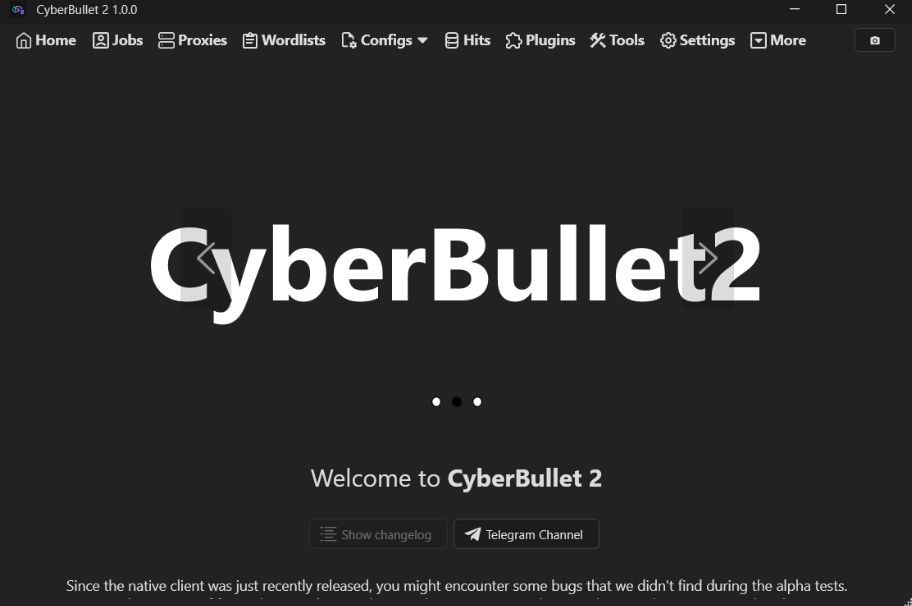 CyberBullet 2 1.0.0
Home Jobs Proxies Wordlists Configs Hits Plugins Tools Settings More
CyberBullet2
Welcome to CyberBullet 2
Show changelog Telegram Channel
Since the native client was just recently released, you might encounter some bugs that we didn't find during the alpha tests.